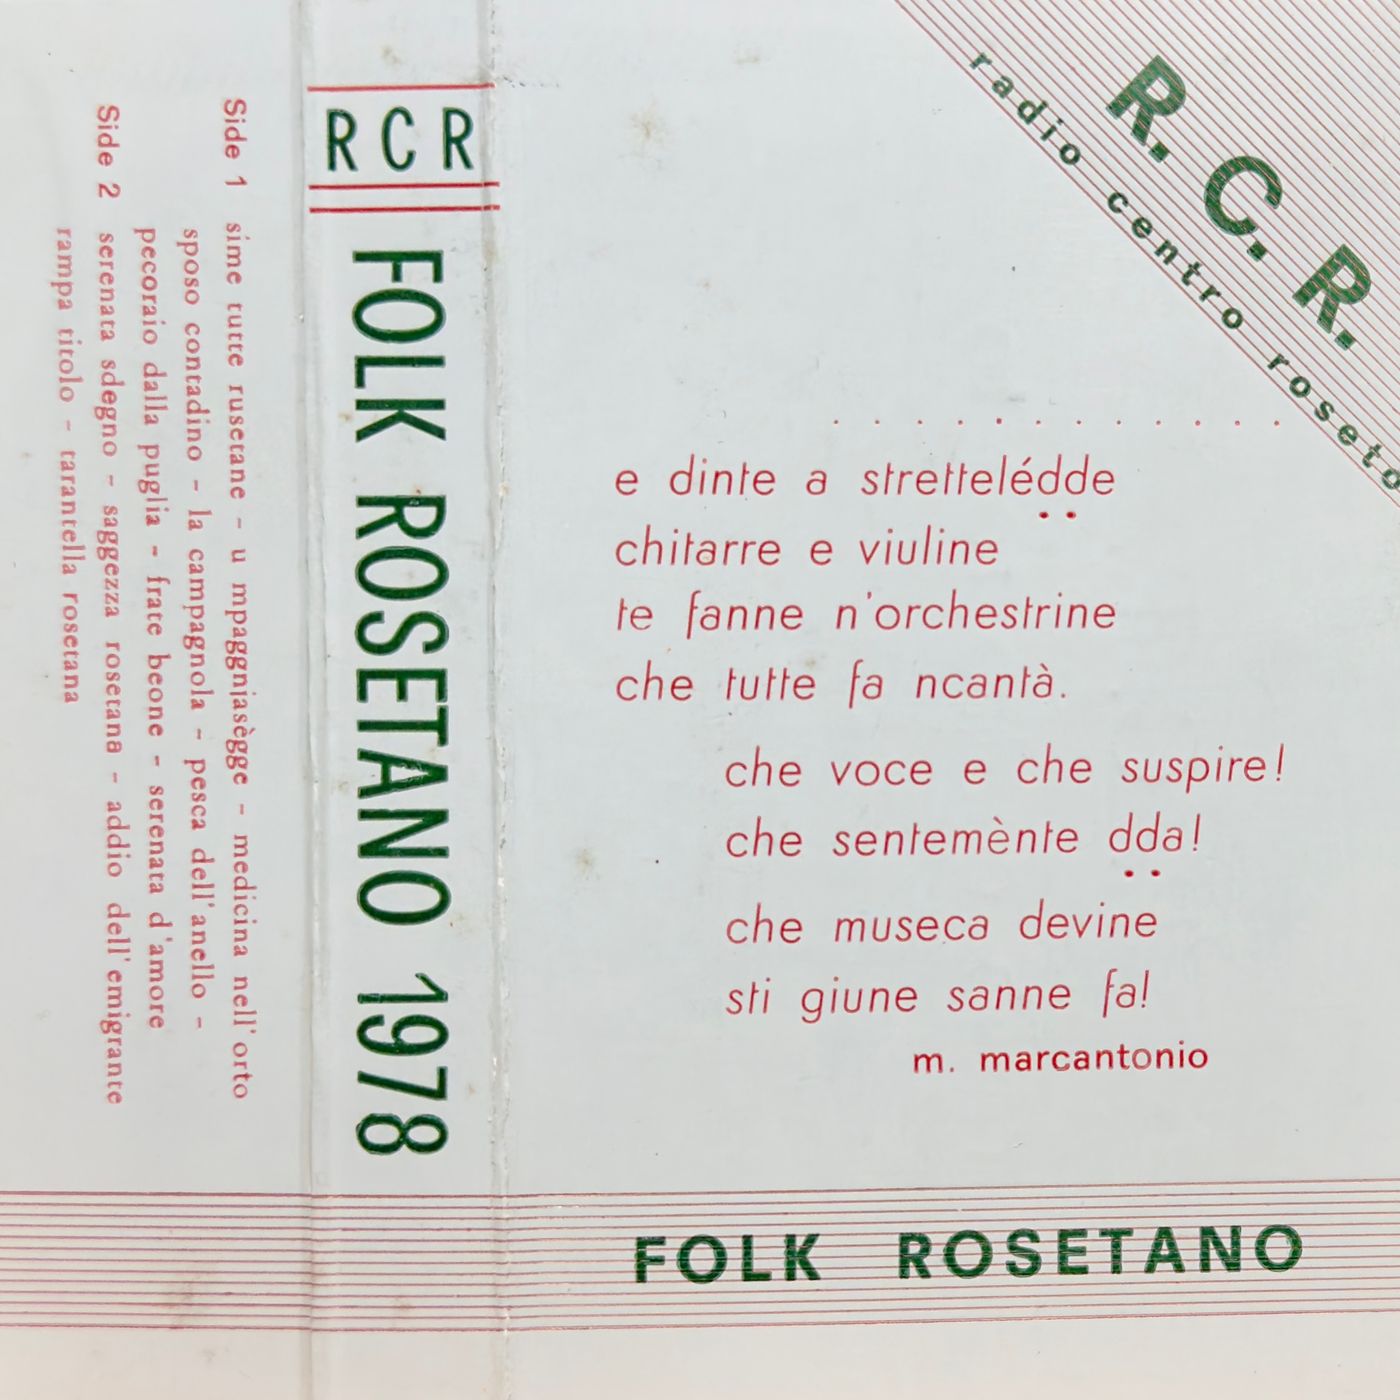 Side 1 sime tutte rusetane - u mpaggniasègge - medicina nell'orto
sposo contadino - la campagnola - pesca dell'anello -
pecoraio dalla puglia - frate beone - serenata d'amore
Side 2 serenata sdegno - saggezza rosetana - addio dell'emigrante
rampa titolo - tarantella rosetana
RCR
FOLK ROSETANO 1978
R. C. R.
radio centro roseto
. . . . . . . . . . . . .
e dinte a stretteléḍḍe
chitarre e viuline
te fanne n'orchestrine
che tutte fa ncantà.
che voce e che suspire!
che sentemènte ḍḍa!
che museca devine
sti giune sanne fa!
m. marcantonio
FOLK ROSETANO